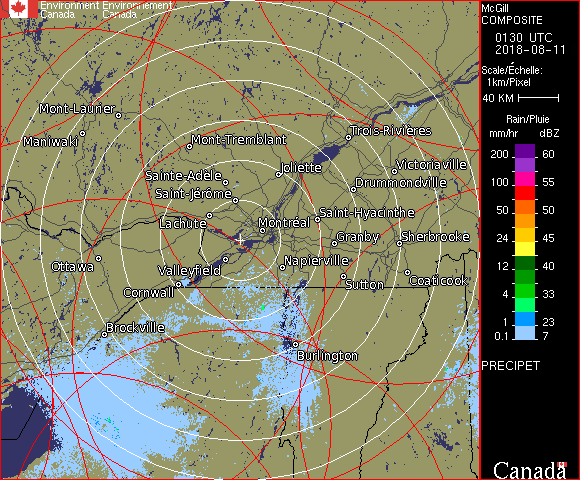 Environment Environnement
Canada Canada
McGill
COMPOSITE
0130 UTC
2018-08-11
Scale/Échelle:
1km/Pixel
40 KM
Rain/Pluie
mm/hr dBZ
200 60
100 55
50 50
24 45
12 40
4 33
1 23
0.1 7
PRECIPET
Mont-Laurier
Maniwaki
Mont-Tremblant
Trois-Rivières
Sainte-Adèle
Joliette
Victoriaville
Saint-Jérôme
Drummondville
Lachute
Montréal
Saint-Hyacinthe
Granby
Sherbrooke
Ottawa
Valleyfield
Napierville
Cornwall
Sutton
Coaticook
Brockville
Burlington
Canada